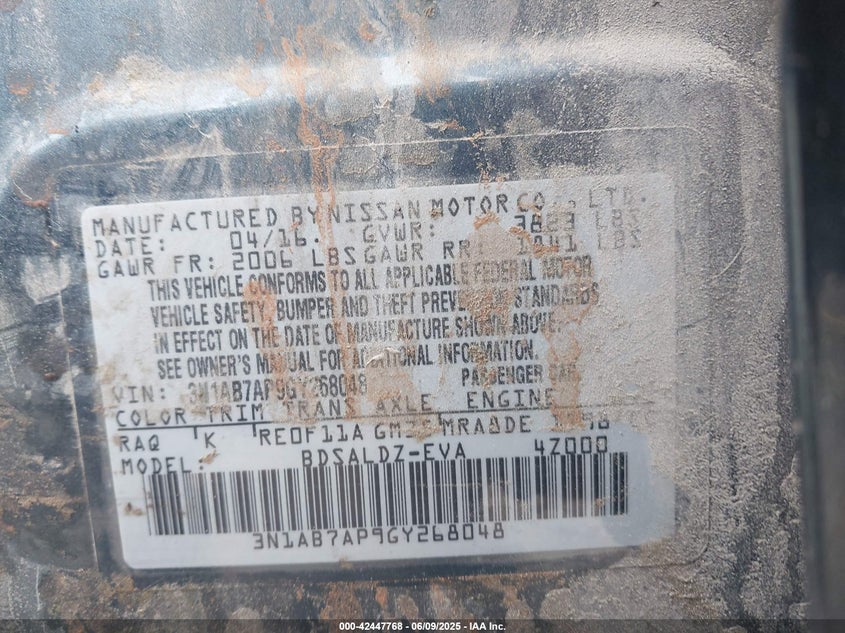 MANUFACTURED BY NISSAN MOTOR CO., LTD.
DATE: 04/16. GVWR: 3823 LBS
GAWR FR: 2006 LBS GAWR RR: 1841 LBS
THIS VEHICLE CONFORMS TO ALL APPLICABLE FEDERAL MOTOR
VEHICLE SAFETY, BUMPER AND THEFT PREVENTION STANDARDS
IN EFFECT ON THE DATE OF MANUFACTURE SHOWN ABOVE.
SEE OWNER'S MANUAL FOR ADDITIONAL INFORMATION.
VIN: 3N1AB7AP9GY268048 PASSENGER CAR
COLOR TRIM TRANS AXLE ENGINE
RAQ K RE0F11A MRA8DE
MODEL: BDSALDZ-EVA 4Z000
3N1AB7AP9GY268048
000-42447768 | 06/09/2025 - IAA Inc.